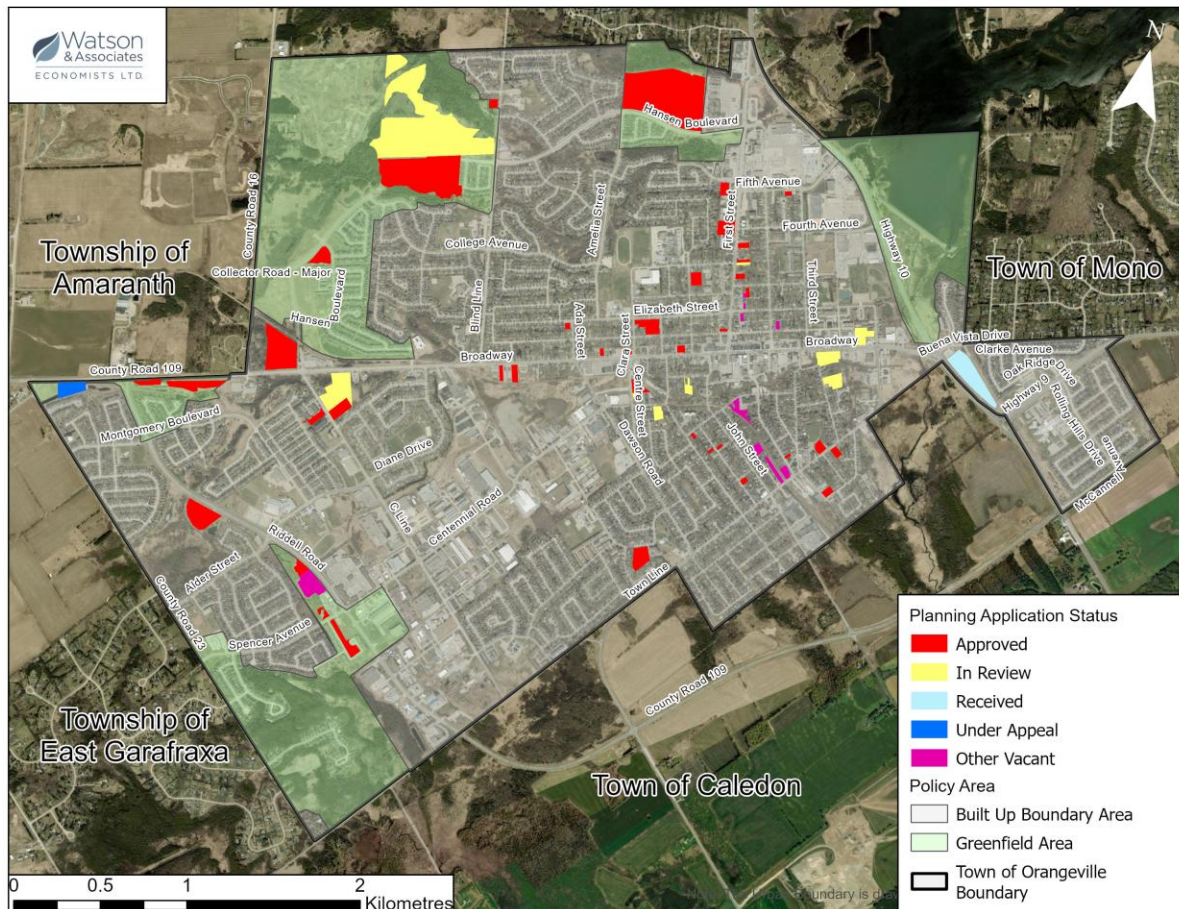 Watson
& Associates
ECONOMISTS LTD.
N
Hansen Boulevard
Fifth Avenue
First Street
Fourth Avenue
Amelia Street
College Avenue
County Road 16
Highway 10
Township of
Amaranth
Town of Mono
Collector Road - Major
Hansen
Boulevard
Blind Line
Ada Street
Elizabeth Street
Third Street
Clara Street
Broadway
Broadway
Buena Vista Drive
Clarke Avenue
Oak Ridge Drive
Highway 9
Rolling Hills Drive
Avenue
McCannell
County Road 109
Montgomery Boulevard
Diane Drive
Centre Street
Dawson Road
John Street
C Line
Centennial Road
Riddell Road
Alder Street
Town Line
County Road 23
Spencer Avenue
County Road 109
Township of
East Garafraxa
Town of Caledon
Planning Application Status
Approved
In Review
Received
Under Appeal
Other Vacant
Policy Area
Built Up Boundary Area
Greenfield Area
Town of Orangeville
Boundary
0 0.5 1 2
Kilometres